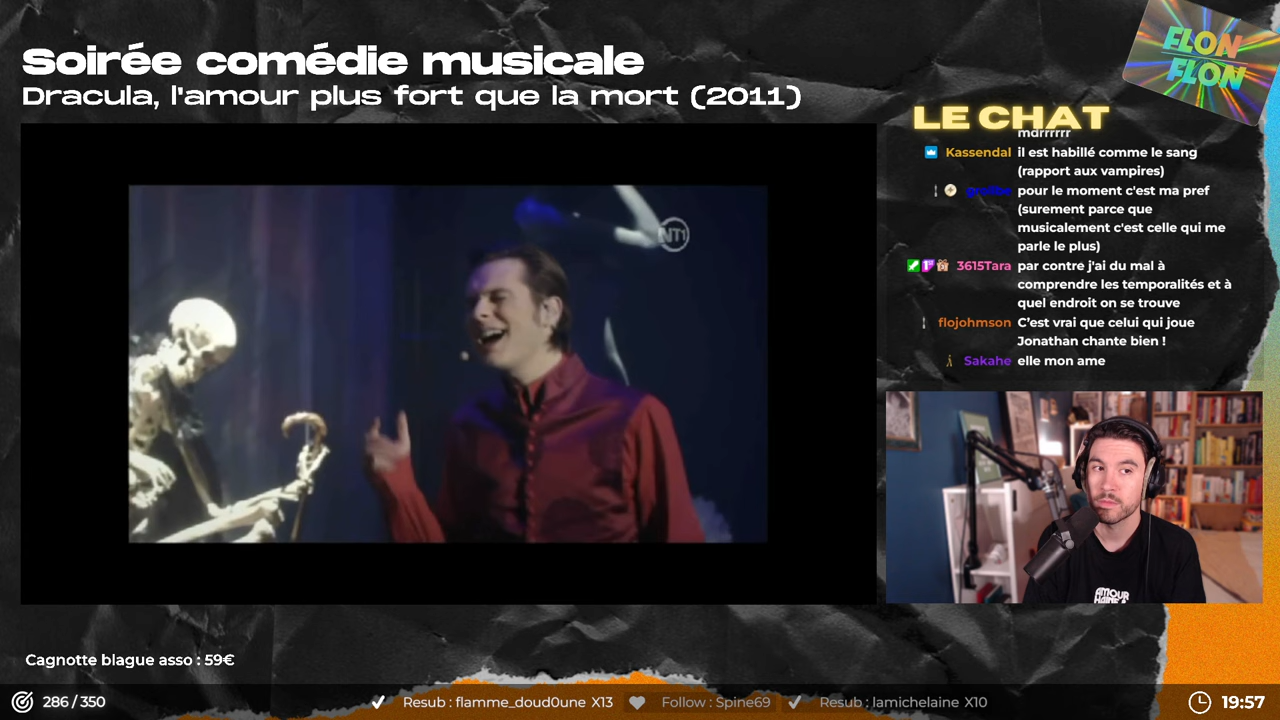 Soirée comédie musicale
Dracula, l'amour plus fort que la mort (2011)
FLON
FLON
LE CHAT
mdrrrrrr
Kassendal il est habillé comme le sang
(rapport aux vampires)
pour le moment c'est ma pref
(surement parce que
musicalement c'est celle qui me
parle le plus)
3615Tara par contre j'ai du mal à
comprendre les temporalités et à
quel endroit on se trouve
flojohmson C'est vrai que celui qui joue
Jonathan chante bien !
Sakahe elle mon ame
NT1
AMOUR
Cagnotte blague asso : 59€
286 / 350
Resub : flamme_doud0une X13
Follow : Spine69
Resub : lamichelaine X10
19:57